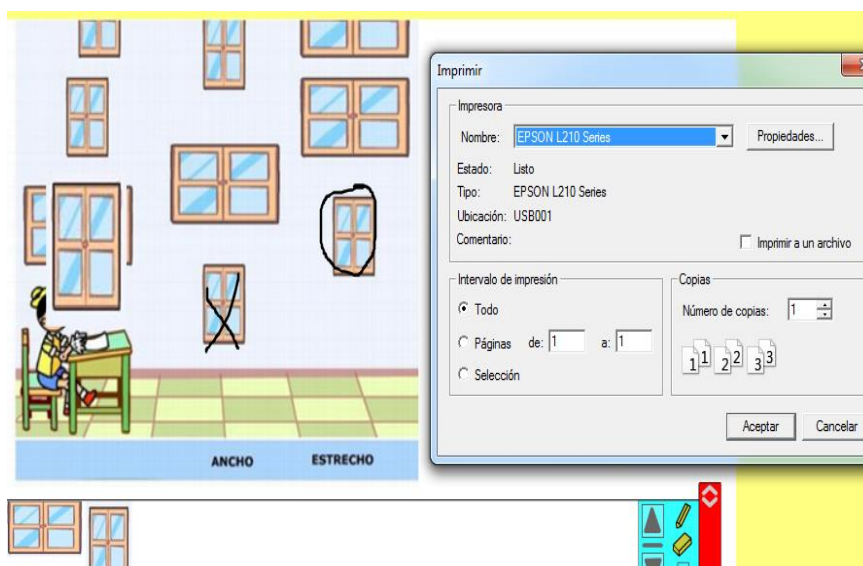 Imprimir
Impresora
Nombre: EPSON L210 Series Propiedades...
Estado: Listo
Tipo: EPSON L210 Series
Ubicación: USB001
Comentario: Imprimir a un archivo
Intervalo de impresión
Todo
Páginas de: 1 a: 1
Selección
Copias
Número de copias: 1
1 1 2 2 3 3
Aceptar Cancelar
ANCHO ESTRECHO